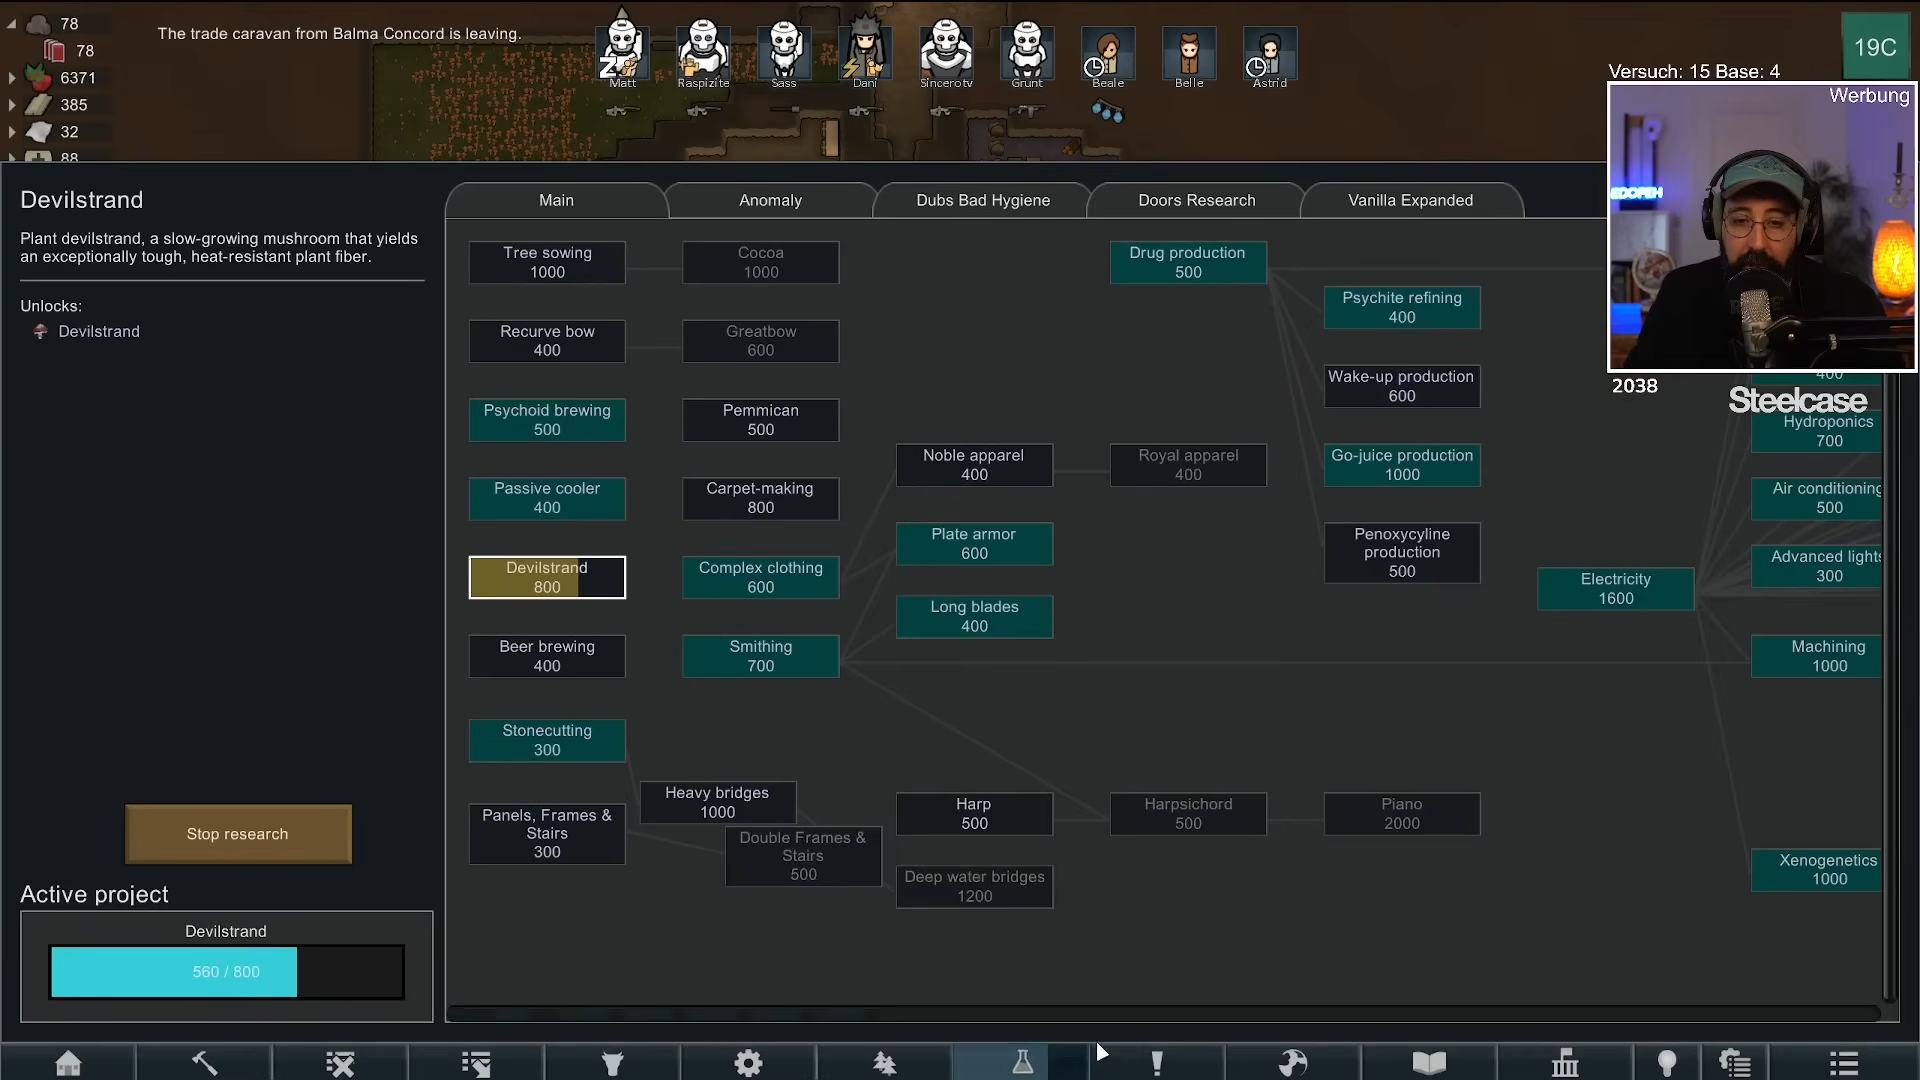 78
78
6371
385
32
88
The trade caravan from Balma Concord is leaving.
Matt
Raspizite
Sass
Dani
Sinceroty
Grunt
Beale
Belle
Astrid
19C
Versuch: 15 Base: 4
Werbung
2038
Steelcase
Devilstrand
Plant devilstrand, a slow-growing mushroom that yields
an exceptionally tough, heat-resistant plant fiber.
Unlocks:
Devilstrand
Stop research
Active project
Devilstrand
560 / 800
Main
Anomaly
Dubs Bad Hygiene
Doors Research
Vanilla Expanded
Tree sowing
1000
Cocoa
1000
Drug production
500
Psychite refining
400
Recurve bow
400
Greatbow
600
Wake-up production
600
400
Psychoid brewing
500
Pemmican
500
Hydroponics
700
Noble apparel
400
Royal apparel
400
Go-juice production
1000
Passive cooler
400
Carpet-making
800
Air conditioning
500
Plate armor
600
Penoxycyline
production
500
Devilstrand
800
Complex clothing
600
Advanced lights
300
Electricity
1600
Long blades
400
Beer brewing
400
Smithing
700
Machining
1000
Stonecutting
300
Heavy bridges
1000
Panels, Frames &
Stairs
300
Double Frames &
Stairs
500
Harp
500
Harpsichord
500
Piano
2000
Deep water bridges
1200
Xenogenetics
1000